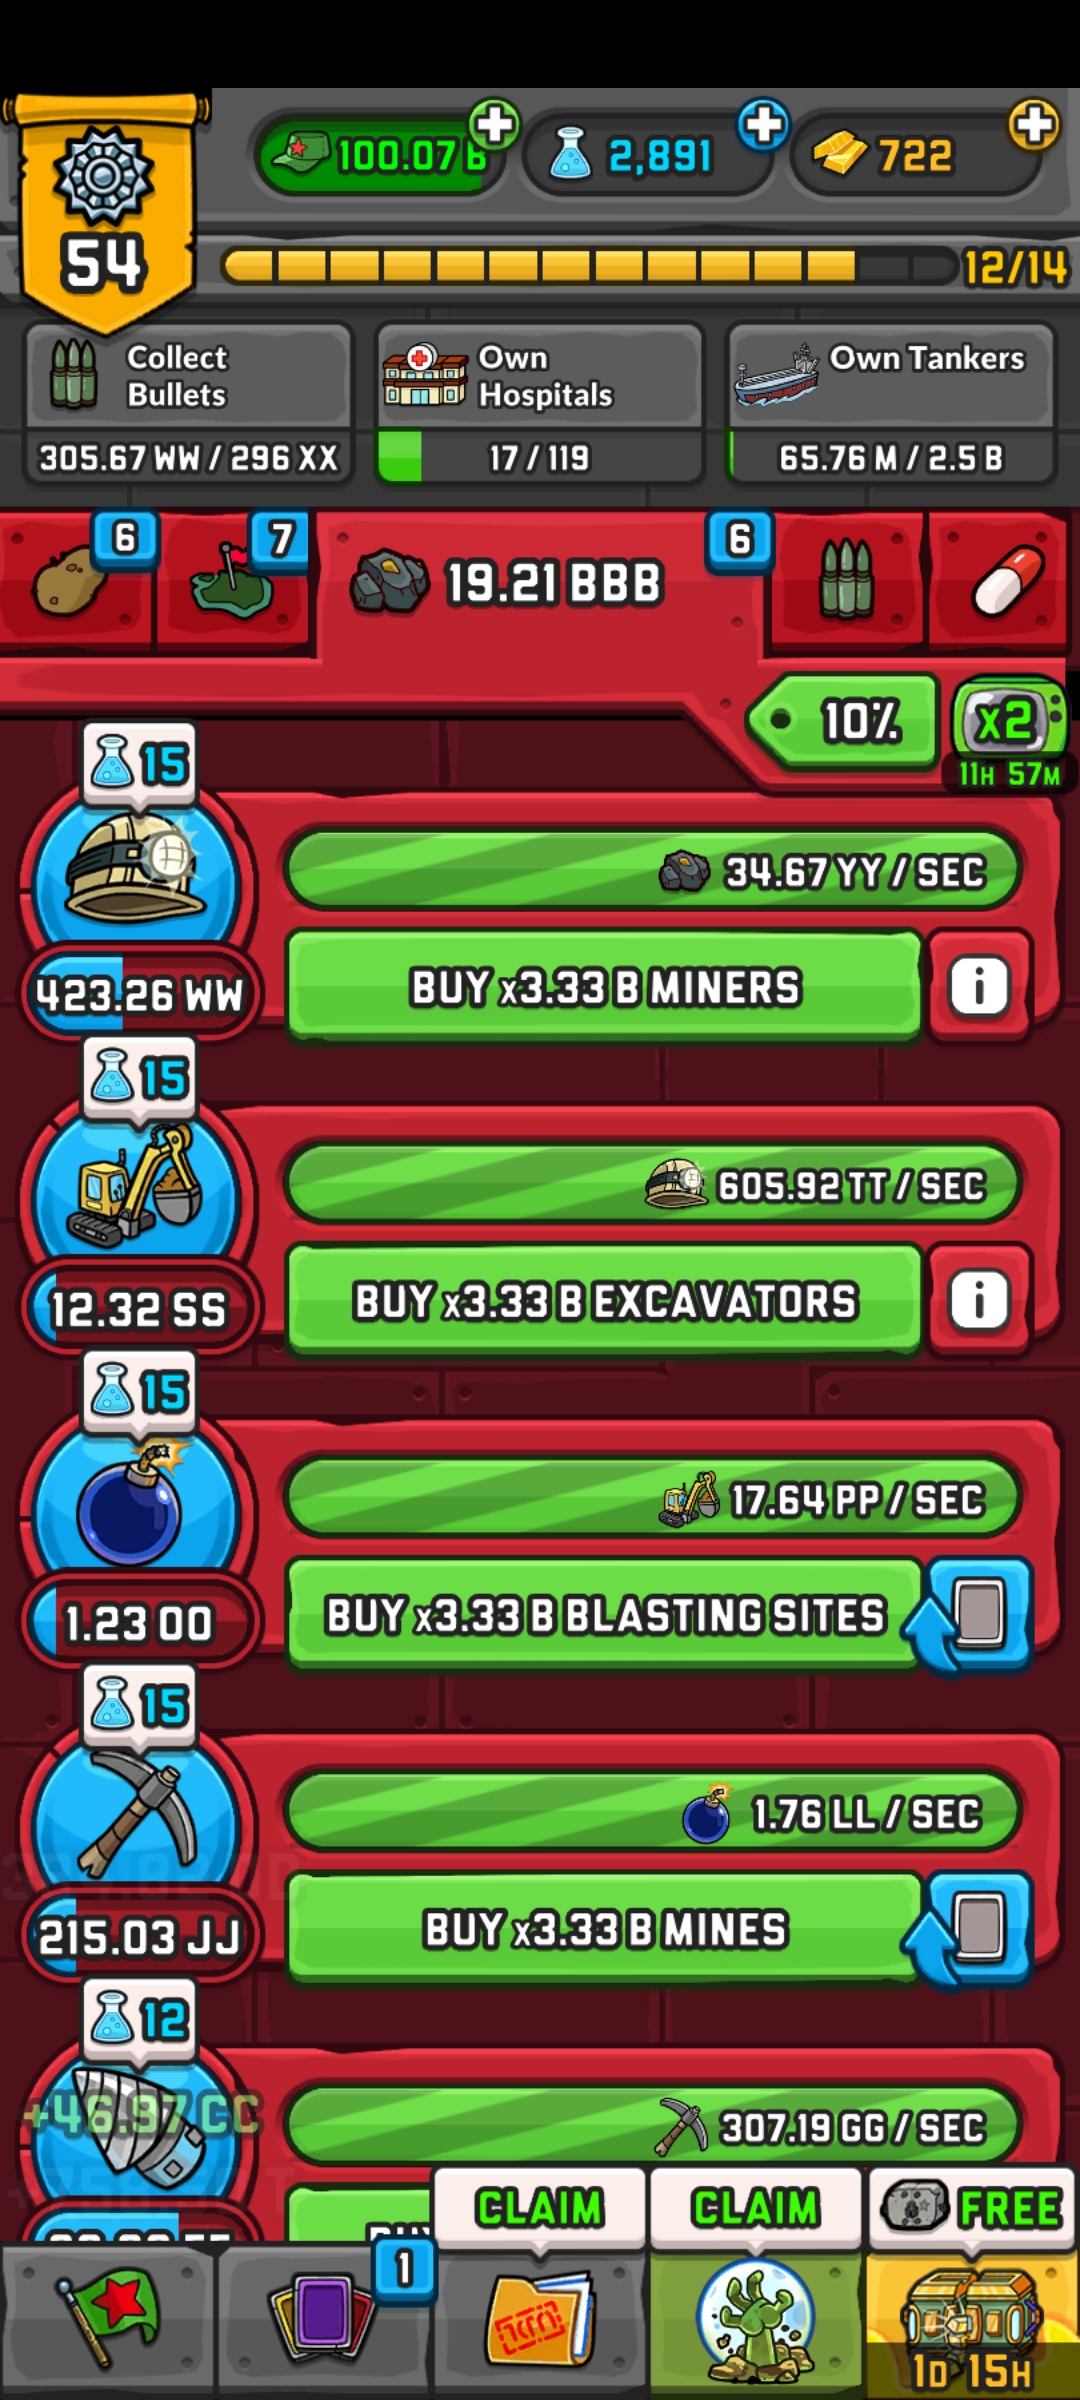 100.07 B
2,891
722
54
12/14
Collect
Bullets
Own
Hospitals
Own Tankers
305.67 WW / 296 XX
17 / 119
65.76 M / 2.5 B
6
7
19.21 BBB
6
10%
x2
11H 57M
15
34.67 YY / SEC
BUY x3.33 B MINERS
i
423.26 WW
15
605.92 TT / SEC
BUY x3.33 B EXCAVATORS
i
12.32 SS
15
17.64 PP / SEC
BUY x3.33 B BLASTING SITES
1.23 OO
15
1.76 LL / SEC
BUY x3.33 B MINES
215.03 JJ
12
+46.97 CC
307.19 GG / SEC
CLAIM
CLAIM
FREE
BUY
1
1D 15H